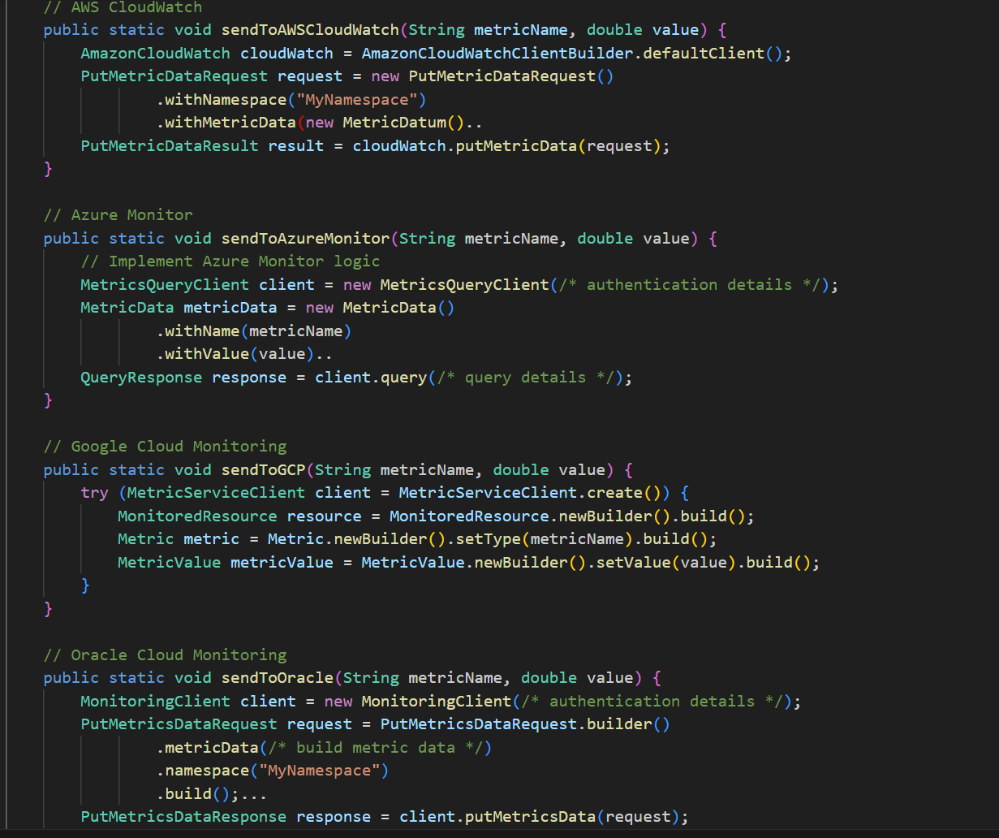 // AWS CloudWatch
public static void sendToAWSCloudWatch(String metricName, double value) {
AmazonCloudWatch cloudWatch = AmazonCloudWatchClientBuilder.defaultClient();
PutMetricDataRequest request = new PutMetricDataRequest()
.withNamespace("MyNamespace")
.withMetricData(new MetricDatum()..
PutMetricDataResult result = cloudWatch.putMetricData(request);
}
// Azure Monitor
public static void sendToAzureMonitor(String metricName, double value) {
// Implement Azure Monitor logic
MetricsQueryClient client = new MetricsQueryClient(/* authentication details */);
MetricData metricData = new MetricData()
.withName(metricName)
.withValue(value)..
QueryResponse response = client.query(/* query details */);
}
// Google Cloud Monitoring
public static void sendToGCP(String metricName, double value) {
try (MetricServiceClient client = MetricServiceClient.create()) {
MonitoredResource resource = MonitoredResource.newBuilder().build();
Metric metric = Metric.newBuilder().setType(metricName).build();
MetricValue metricValue = MetricValue.newBuilder().setValue(value).build();
}
}
// Oracle Cloud Monitoring
public static void sendToOracle(String metricName, double value) {
MonitoringClient client = new MonitoringClient(/* authentication details */);
PutMetricsDataRequest request = PutMetricsDataRequest.builder()
.metricData(/* build metric data */)
.namespace("MyNamespace")
.build();...
PutMetricsDataResponse response = client.putMetricsData(request);